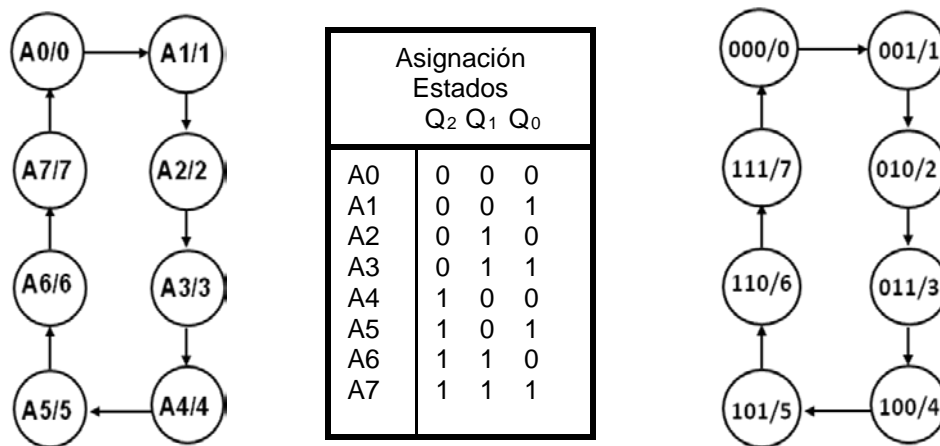 A0/0 A1/1
A7/7 A2/2
A6/6 A3/3
A5/5 A4/4
Asignación
Estados
Q₂ Q₁ Q₀
A0 0 0 0
A1 0 0 1
A2 0 1 0
A3 0 1 1
A4 1 0 0
A5 1 0 1
A6 1 1 0
A7 1 1 1
000/0 001/1
111/7 010/2
110/6 011/3
101/5 100/4